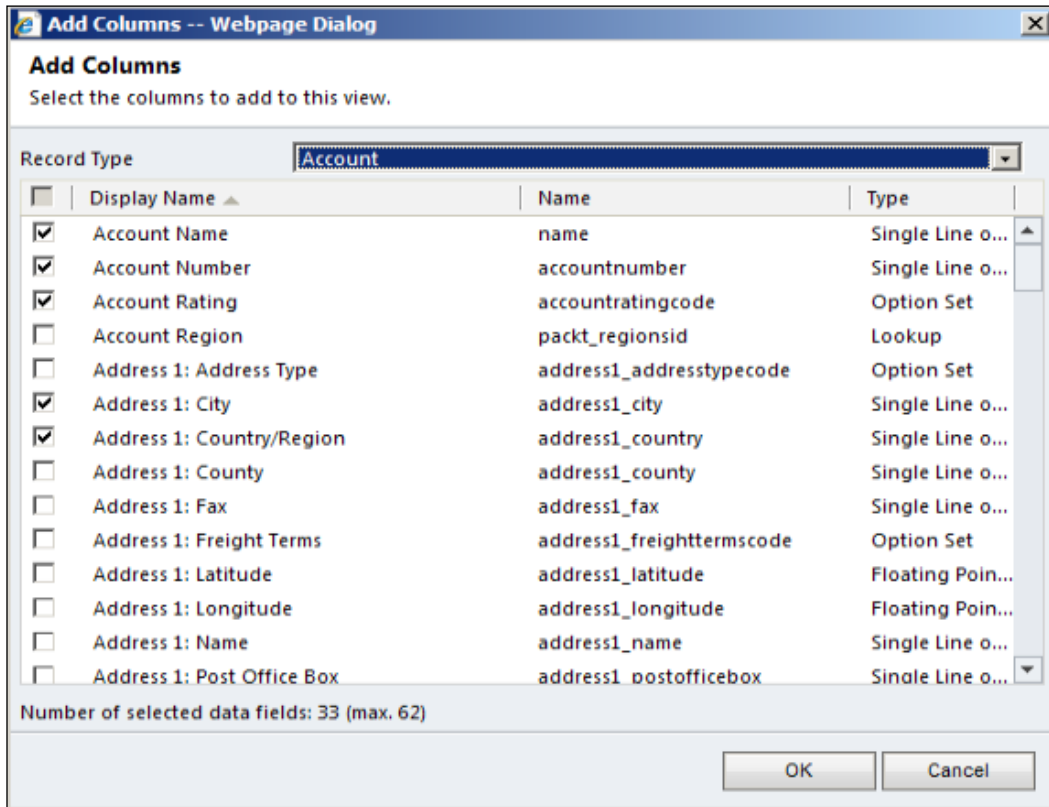 Add Columns -- Webpage Dialog
Add Columns
Select the columns to add to this view.
Record Type Account
Display Name Name Type
Account Name name Single Line o...
Account Number accountnumber Single Line o...
Account Rating accountratingcode Option Set
Account Region packt_regionsid Lookup
Address 1: Address Type address1_addresstypecode Option Set
Address 1: City address1_city Single Line o...
Address 1: Country/Region address1_country Single Line o...
Address 1: County address1_county Single Line o...
Address 1: Fax address1_fax Single Line o...
Address 1: Freight Terms address1_freighttermscode Option Set
Address 1: Latitude address1_latitude Floating Poin...
Address 1: Longitude address1_longitude Floating Poin...
Address 1: Name address1_name Single Line o...
Address 1: Post Office Box address1_postofficebox Single Line o...
Number of selected data fields: 33 (max. 62)
OK Cancel